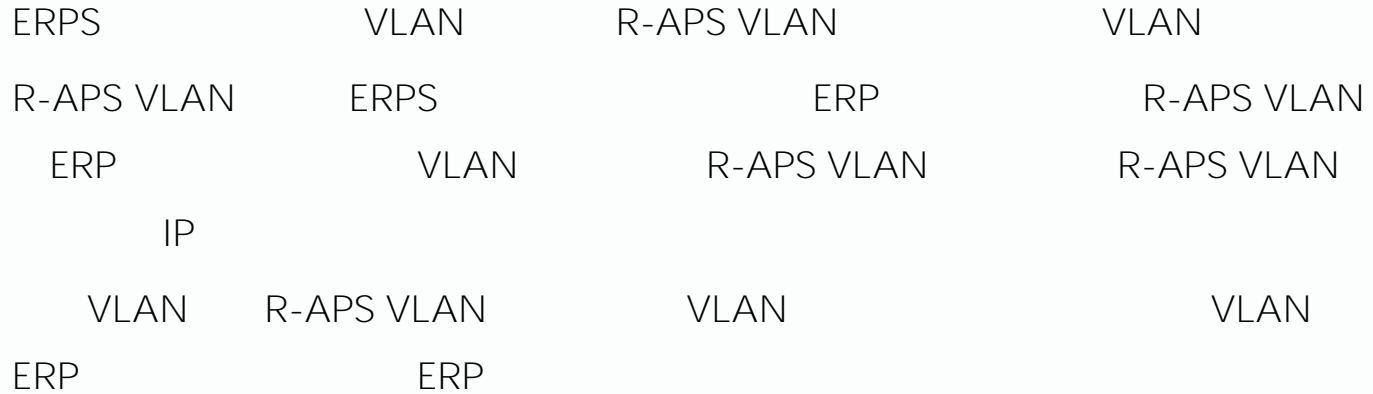 ERPS VLAN R-APS VLAN VLAN
R-APS VLAN ERPS ERP R-APS VLAN
ERP VLAN R-APS VLAN R-APS VLAN
IP
VLAN R-APS VLAN VLAN VLAN
ERP ERP